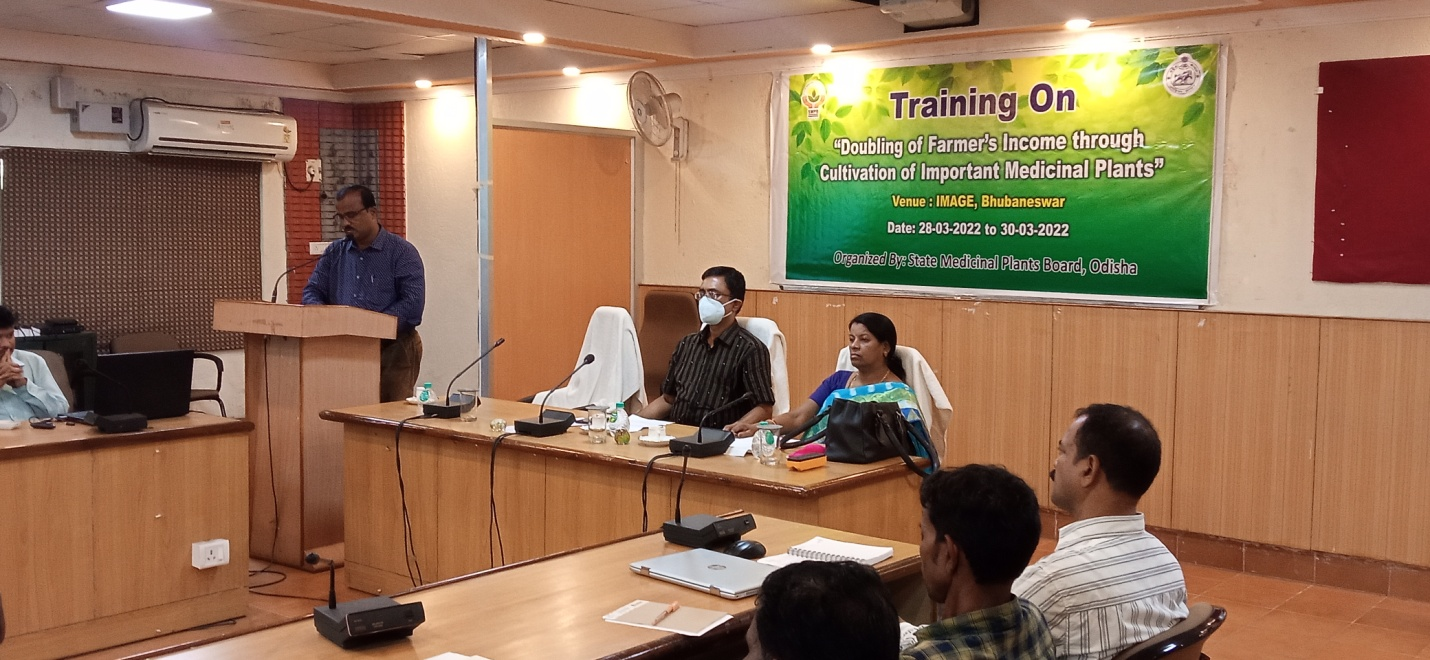 Training On
“Doubling of Farmer's Income through
Cultivation of Important Medicinal Plants”
Venue : IMAGE, Bhubaneswar
Date: 28-03-2022 to 30-03-2022
Organized By: State Medicinal Plants Board, Odisha
hp